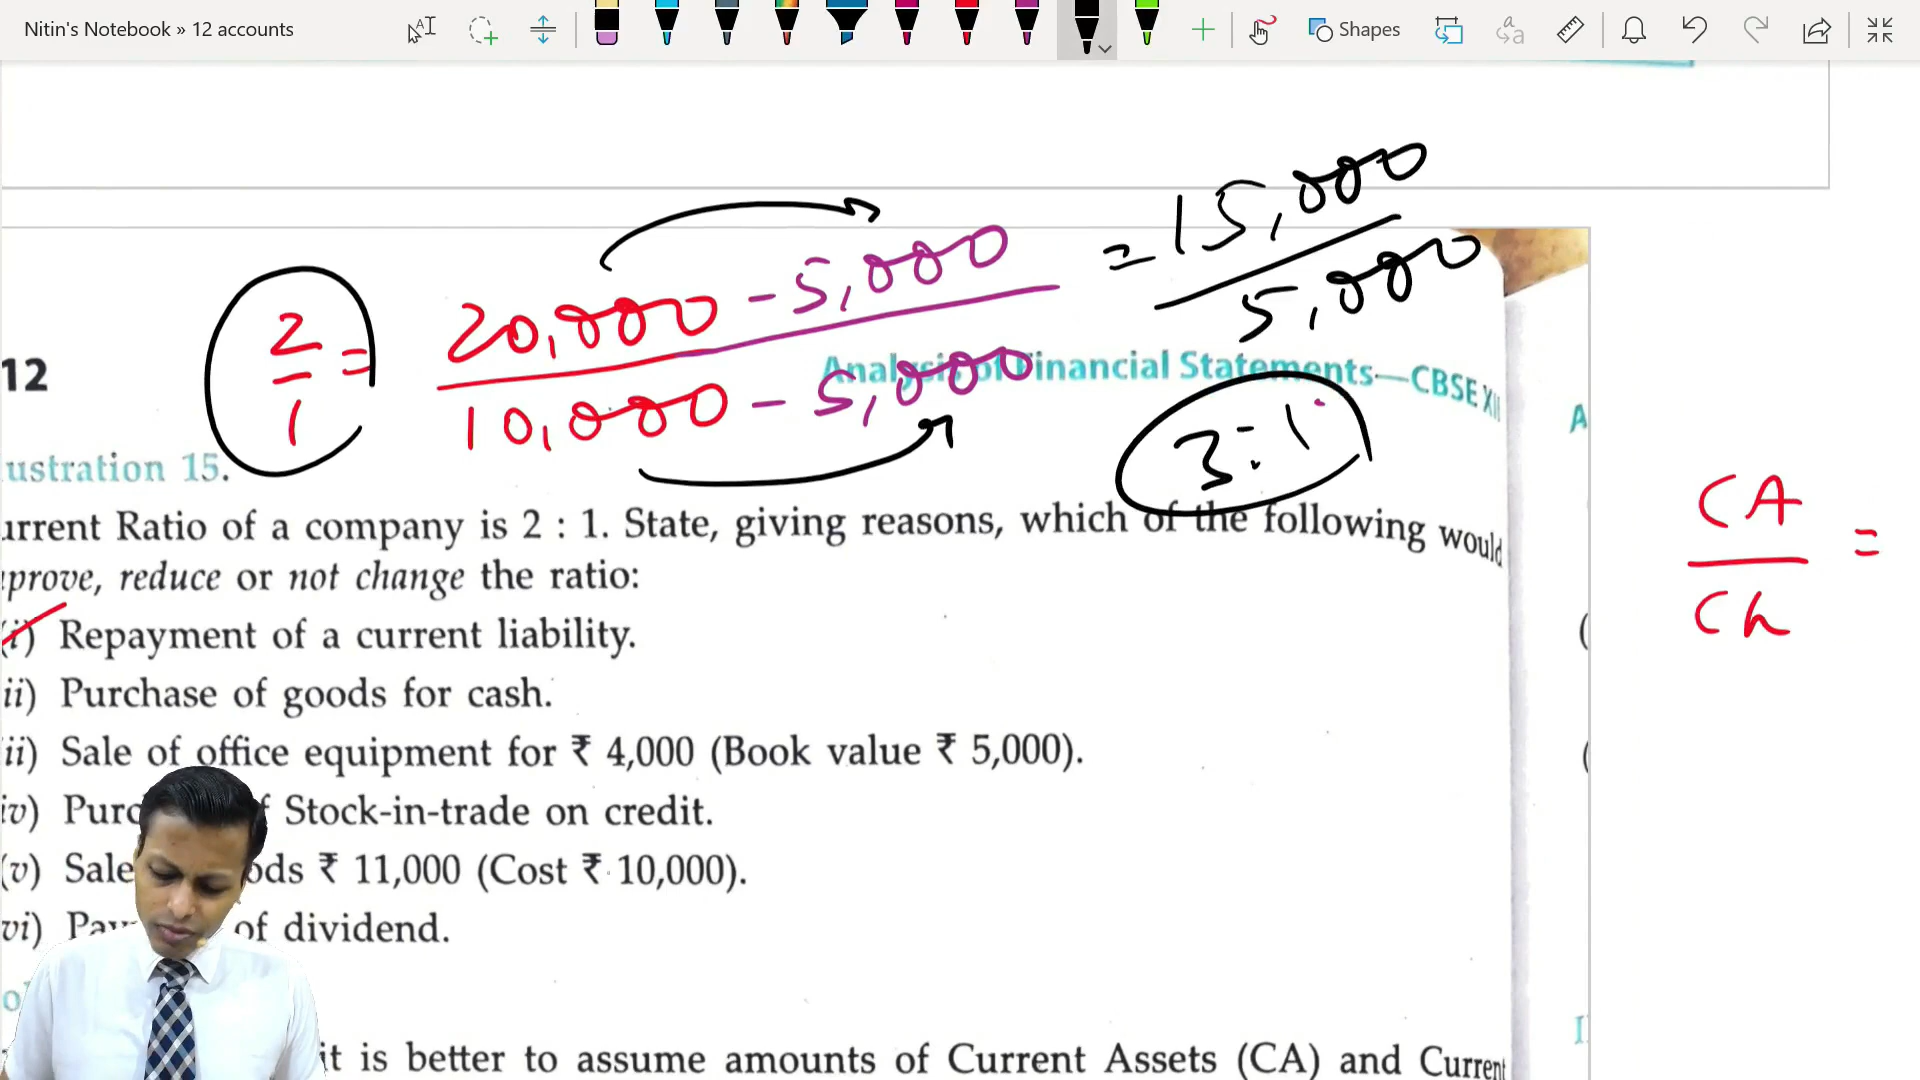 Nitin's Notebook » 12 accounts
Shapes
2/1 = 20,000 - 5,000 / 10,000 - 5,000 = 15,000 / 5,000
3:1
12
Analysis of Financial Statements—CBSE XII
ustration 15.
urrent Ratio of a company is 2 : 1. State, giving reasons, which of the following would
prove, reduce or not change the ratio:
(i) Repayment of a current liability.
ii) Purchase of goods for cash.
ii) Sale of office equipment for ₹ 4,000 (Book value ₹ 5,000).
iv) Purc f Stock-in-trade on credit.
(v) Sale ods ₹ 11,000 (Cost ₹ 10,000).
vi) Pay of dividend.
it is better to assume amounts of Current Assets (CA) and Current
A
CA / CL =